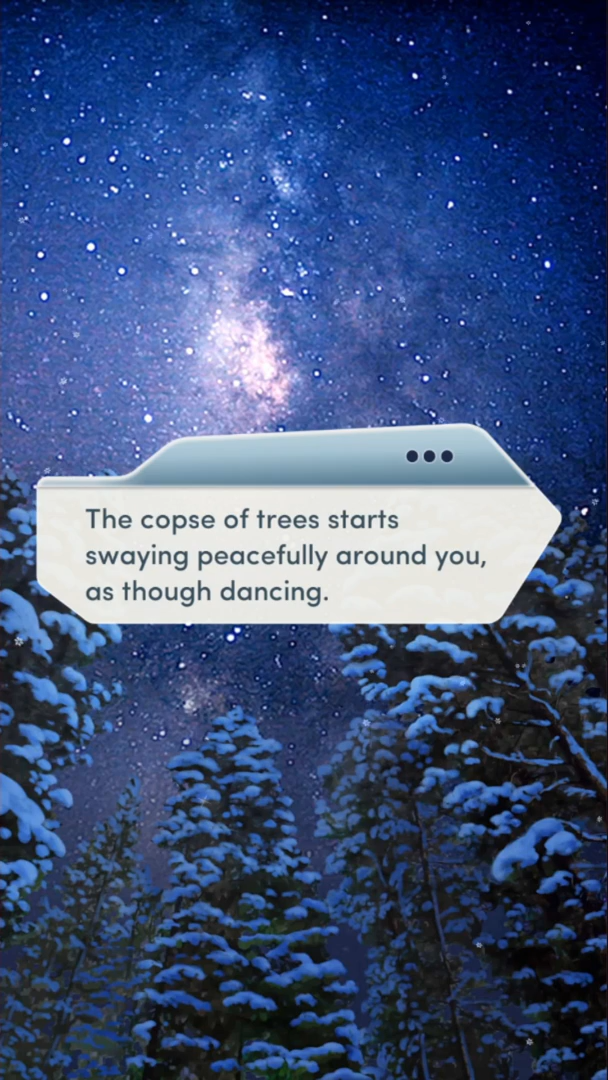 The copse of trees starts
swaying peacefully around you,
as though dancing.